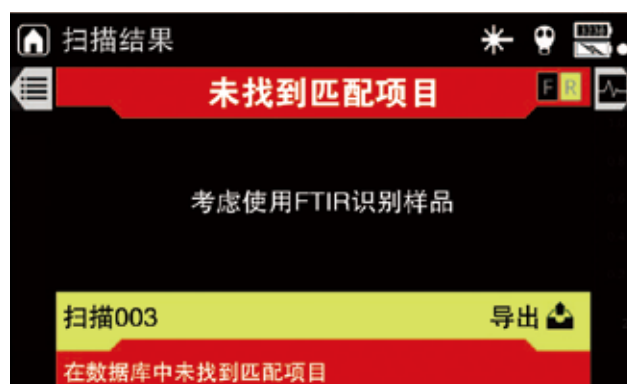 扫描结果
未找到匹配项目
F R
考虑使用FTIR识别样品
扫描003
导出
在数据库中未找到匹配项目